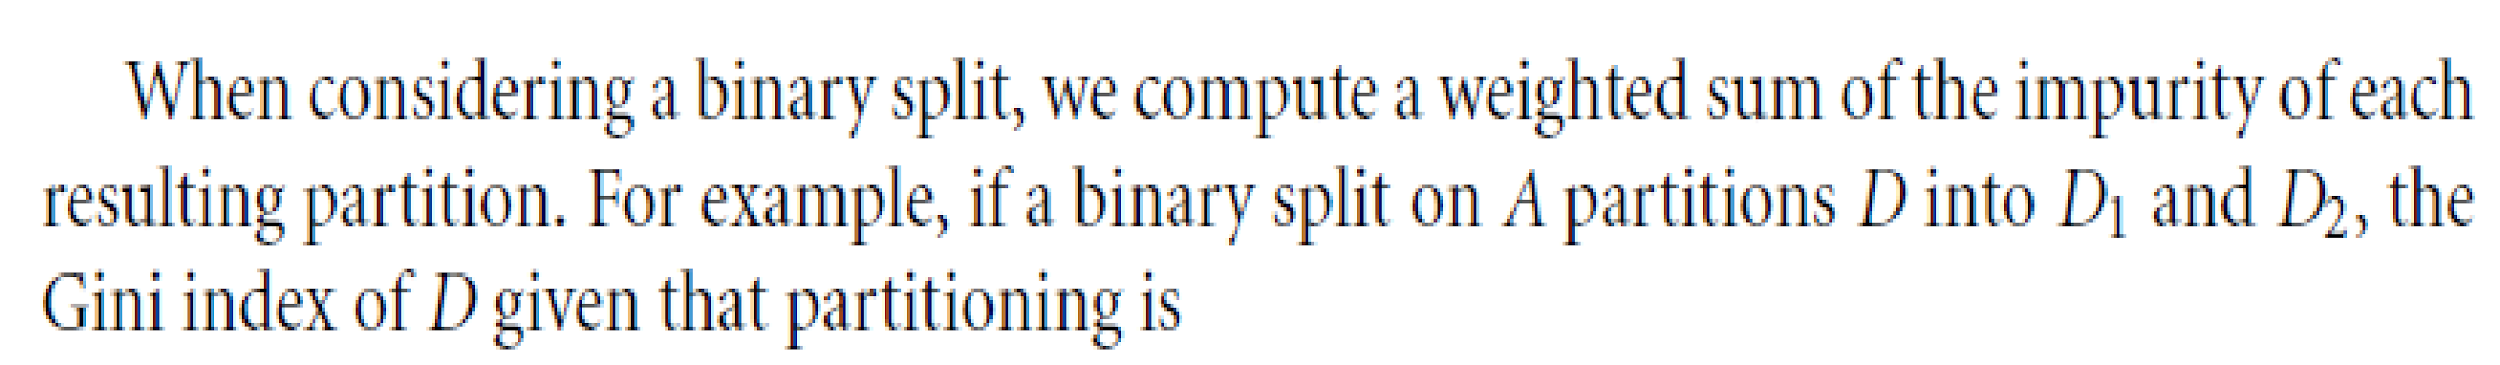 When considering a binary split, we compute a weighted sum of the impurity of each
resulting partition. For example, if a binary split on A partitions D into D₁ and D₂, the
Gini index of D given that partitioning is